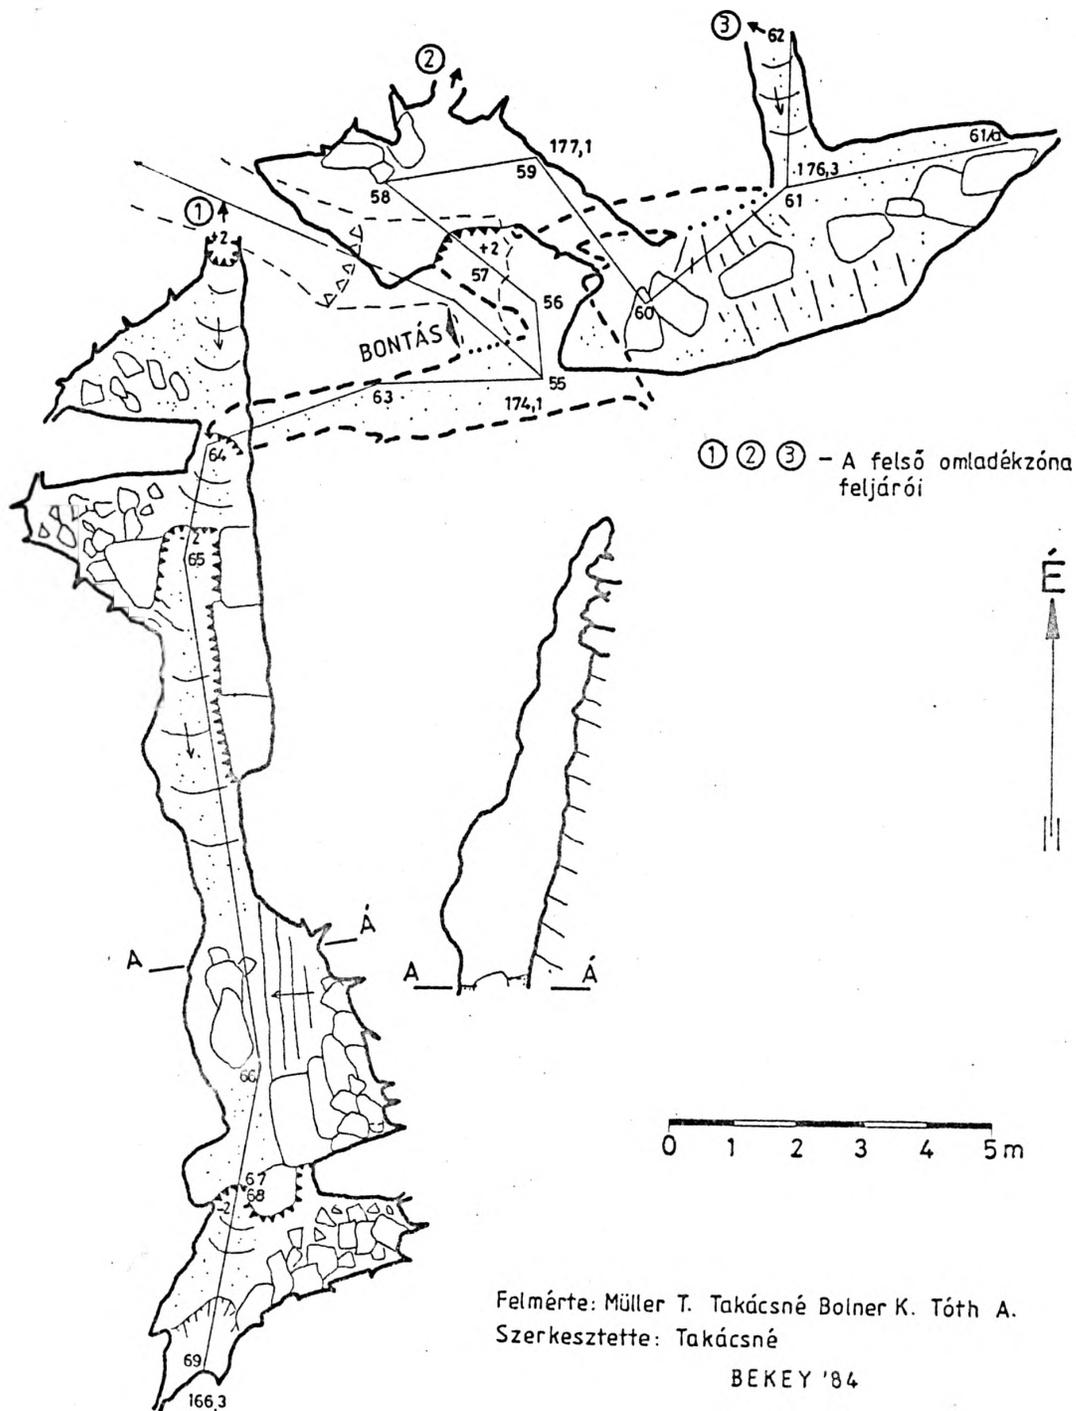 ③ 62
②
61/a
177,1
59
176,3
58
61
①
+2
+2
57
56
60
BONTÁS
55
63
174,1
64
① ② ③ – A felső omladékzóna
feljárói
-2
65
É
Á
A
A
Á
66
0 1 2 3 4 5 m
67
68
-2
Felmérte: Müller T. Takácsné Bolner K. Tóth A.
Szerkesztette: Takácsné
69
BEKEY '84
166,3